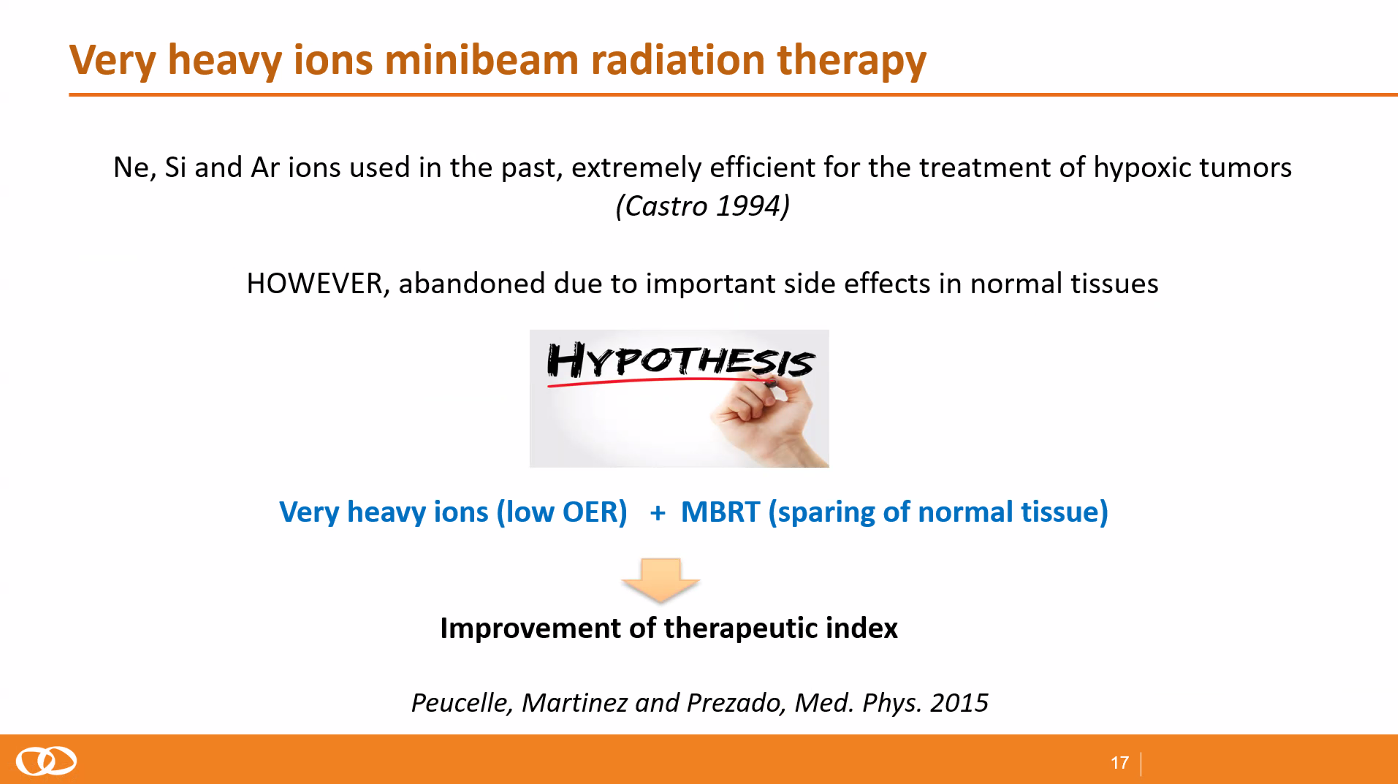 Very heavy ions minibeam radiation therapy
Ne, Si and Ar ions used in the past, extremely efficient for the treatment of hypoxic tumors
(Castro 1994)
HOWEVER, abandoned due to important side effects in normal tissues
HYPOTHESIS
Very heavy ions (low OER) + MBRT (sparing of normal tissue)
Improvement of therapeutic index
Peucelle, Martinez and Prezado, Med. Phys. 2015
17